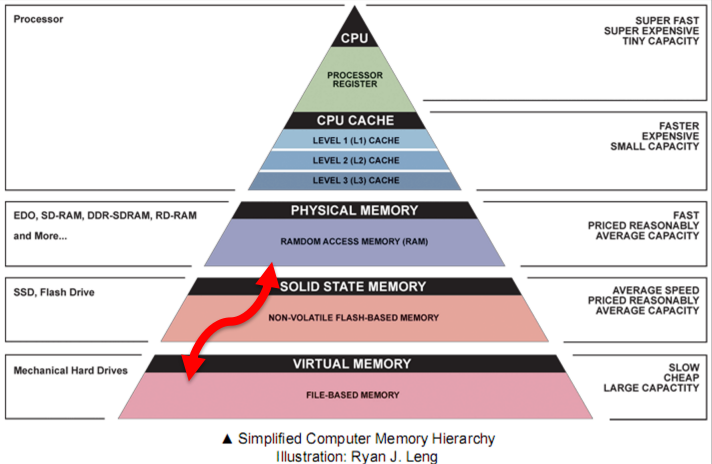 Processor
CPU
SUPER FAST
SUPER EXPENSIVE
TINY CAPACITY
PROCESSOR
REGISTER
CPU CACHE
LEVEL 1 (L1) CACHE
LEVEL 2 (L2) CACHE
LEVEL 3 (L3) CACHE
FASTER
EXPENSIVE
SMALL CAPACITY
EDO, SD-RAM, DDR-SDRAM, RD-RAM
and More...
PHYSICAL MEMORY
RAMDOM ACCESS MEMORY (RAM)
FAST
PRICED REASONABLY
AVERAGE CAPACITY
SSD, Flash Drive
SOLID STATE MEMORY
NON-VOLATILE FLASH-BASED MEMORY
AVERAGE SPEED
PRICED REASONABLY
AVERAGE CAPACITY
Mechanical Hard Drives
VIRTUAL MEMORY
FILE-BASED MEMORY
SLOW
CHEAP
LARGE CAPACTITY
▲ Simplified Computer Memory Hierarchy
Illustration: Ryan J. Leng